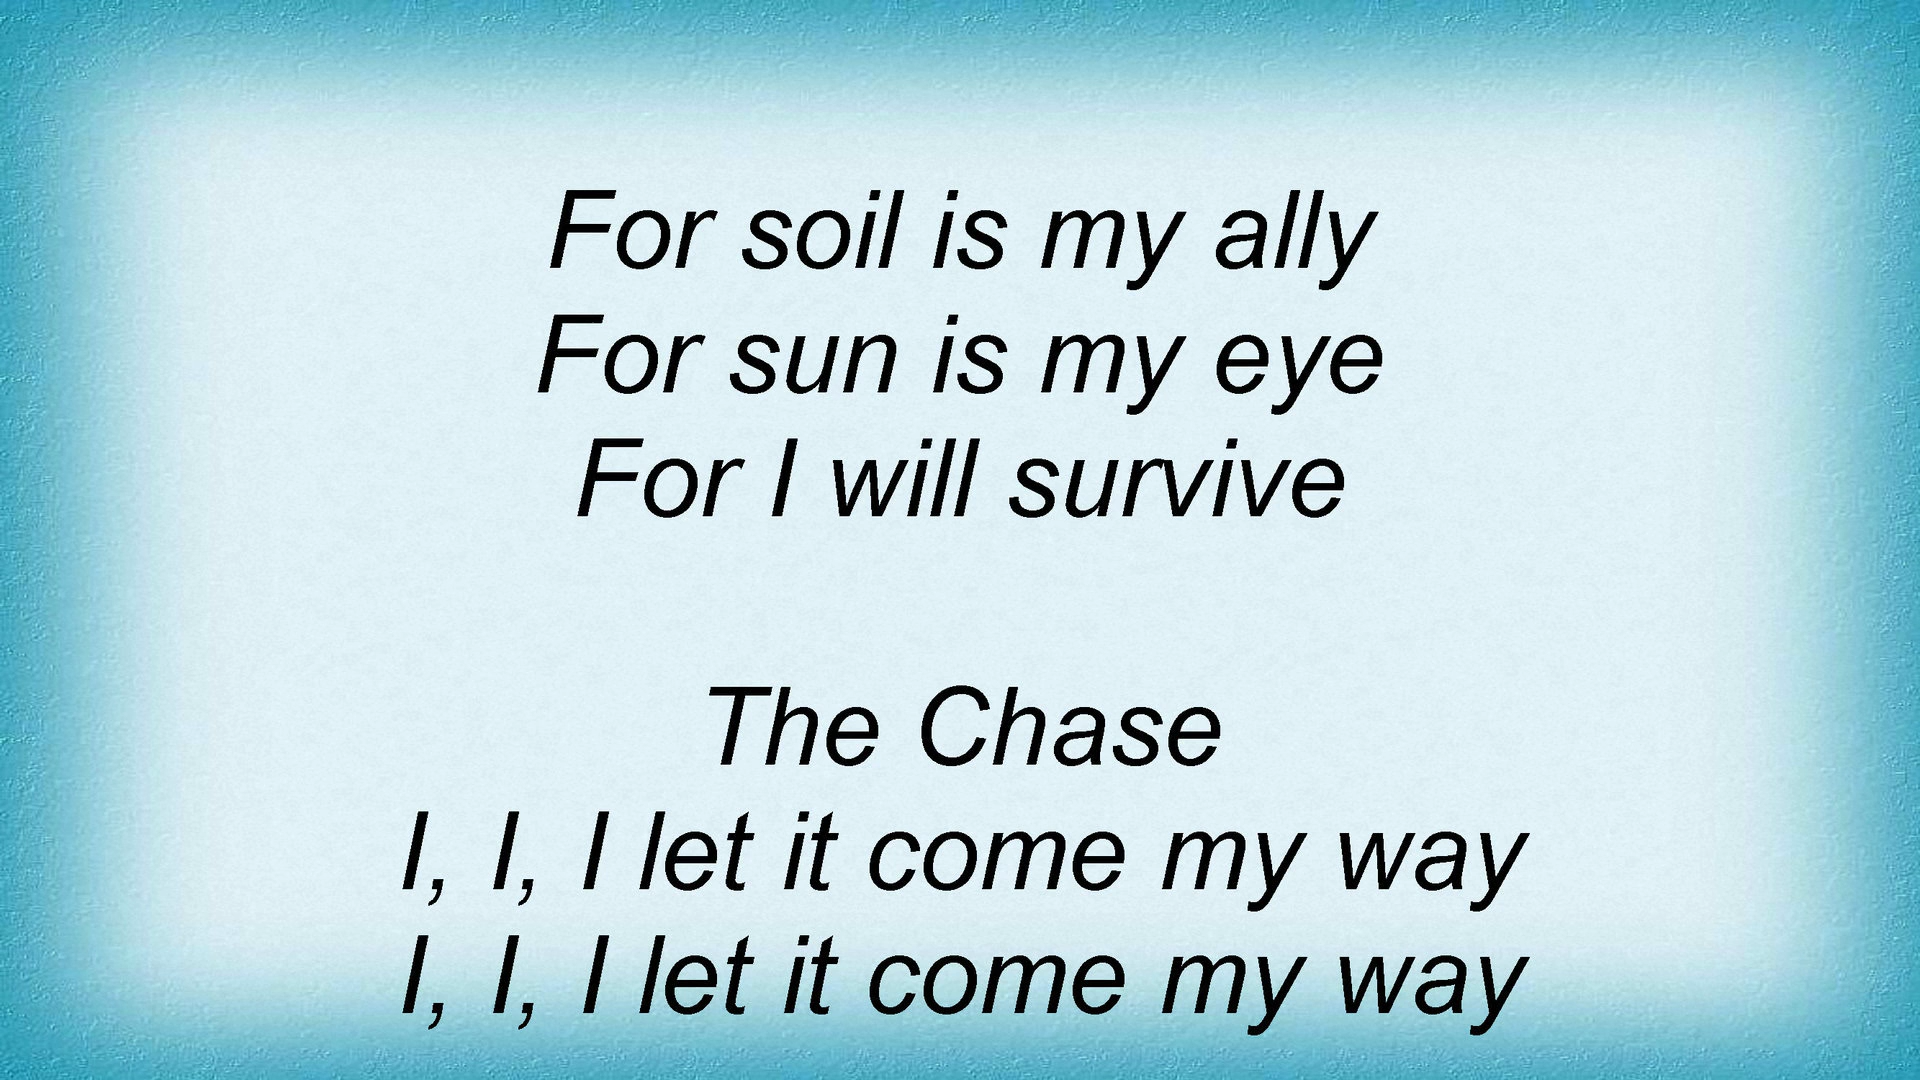 For soil is my ally
For sun is my eye
For I will survive
The Chase
I, I, I let it come my way
I, I, I let it come my way